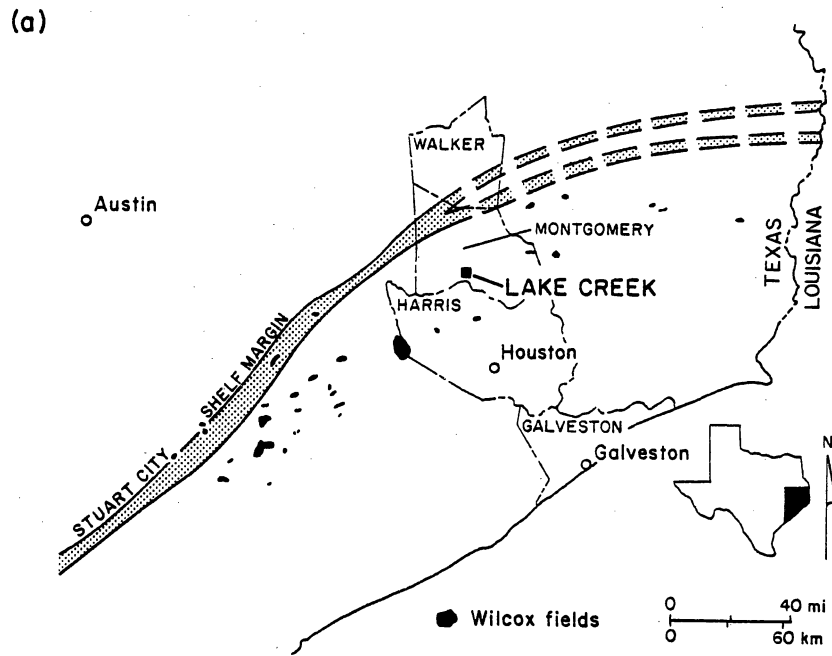 (a)
WALKER
Austin
MONTGOMERY
TEXAS
LOUISIANA
LAKE CREEK
HARRIS
Houston
STUART CITY SHELF MARGIN
GALVESTON
Galveston
N
Wilcox fields
0 40 mi
0 60 km